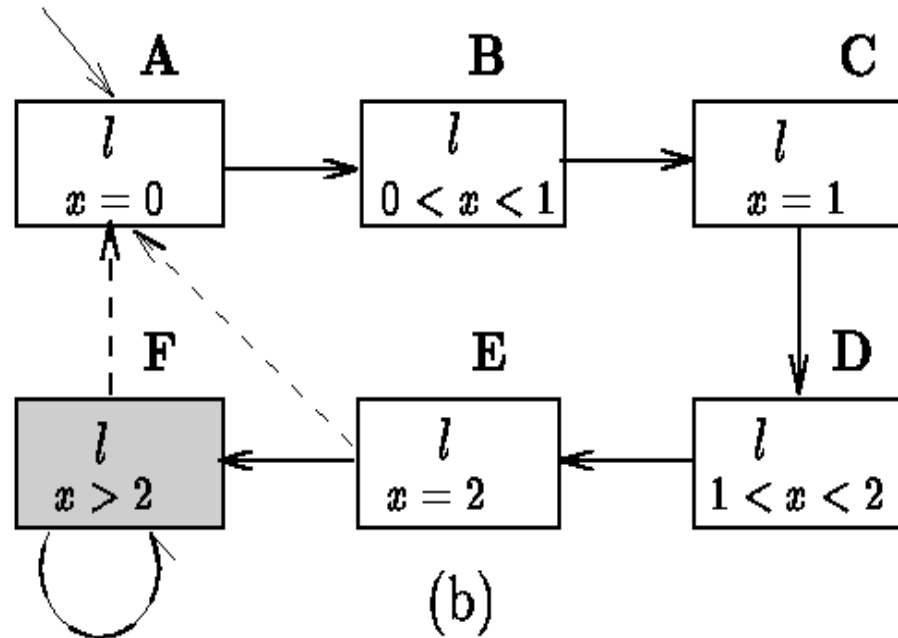 A B C
l l l
x = 0 0 < x < 1 x = 1
F E D
l l l
x > 2 x = 2 1 < x < 2
(b)